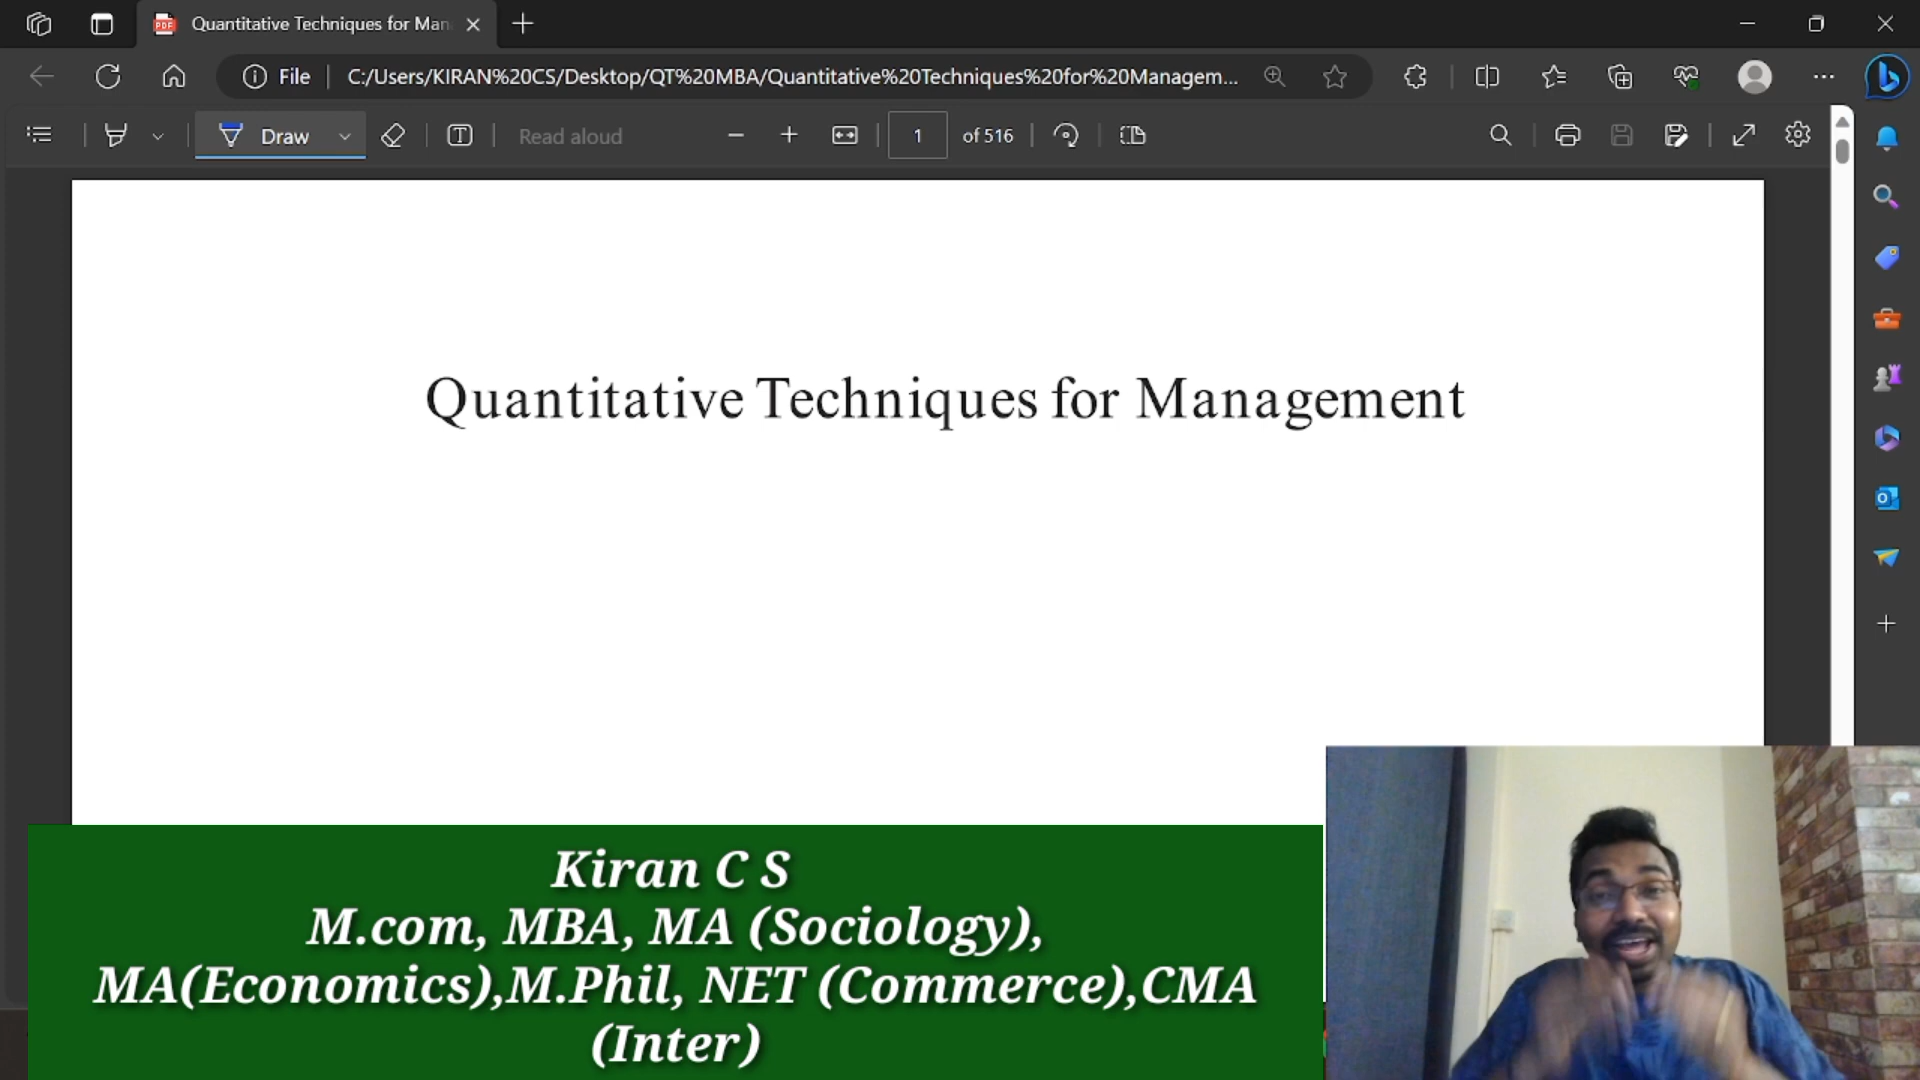 Quantitative Techniques for Man
File
C:/Users/KIRAN%20CS/Desktop/QT%20MBA/Quantitative%20Techniques%20for%20Managem...
Draw
Read aloud
1
of 516
Quantitative Techniques for Management
Kiran C S
M.com, MBA, MA (Sociology),
MA(Economics),M.Phil, NET (Commerce),CMA
(Inter)